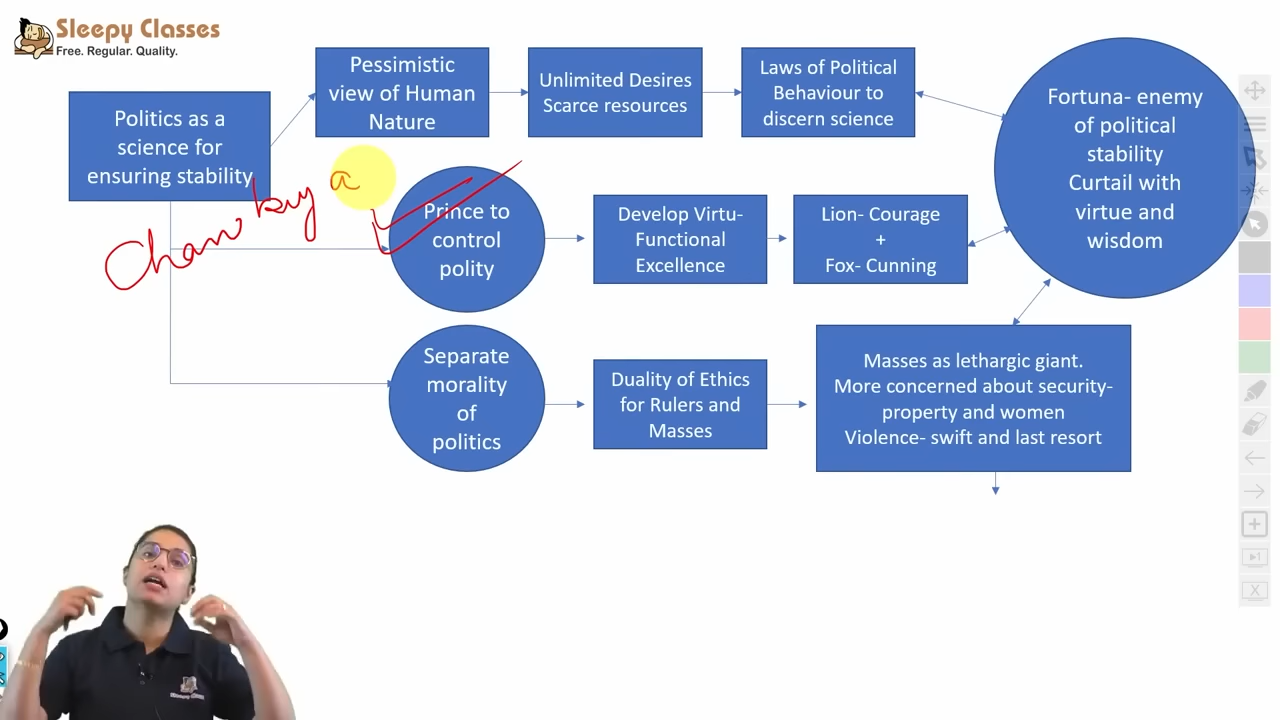 Sleepy Classes
Free. Regular. Quality.
Politics as a
science for
ensuring stability
Pessimistic
view of Human
Nature
Unlimited Desires
Scarce resources
Laws of Political
Behaviour to
discern science
Fortuna- enemy
of political
stability
Curtail with
virtue and
wisdom
Chanakya
Prince to
control
polity
Develop Virtu-
Functional
Excellence
Lion- Courage
+
Fox- Cunning
Separate
morality
of
politics
Duality of Ethics
for Rulers and
Masses
Masses as lethargic giant.
More concerned about security-
property and women
Violence- swift and last resort